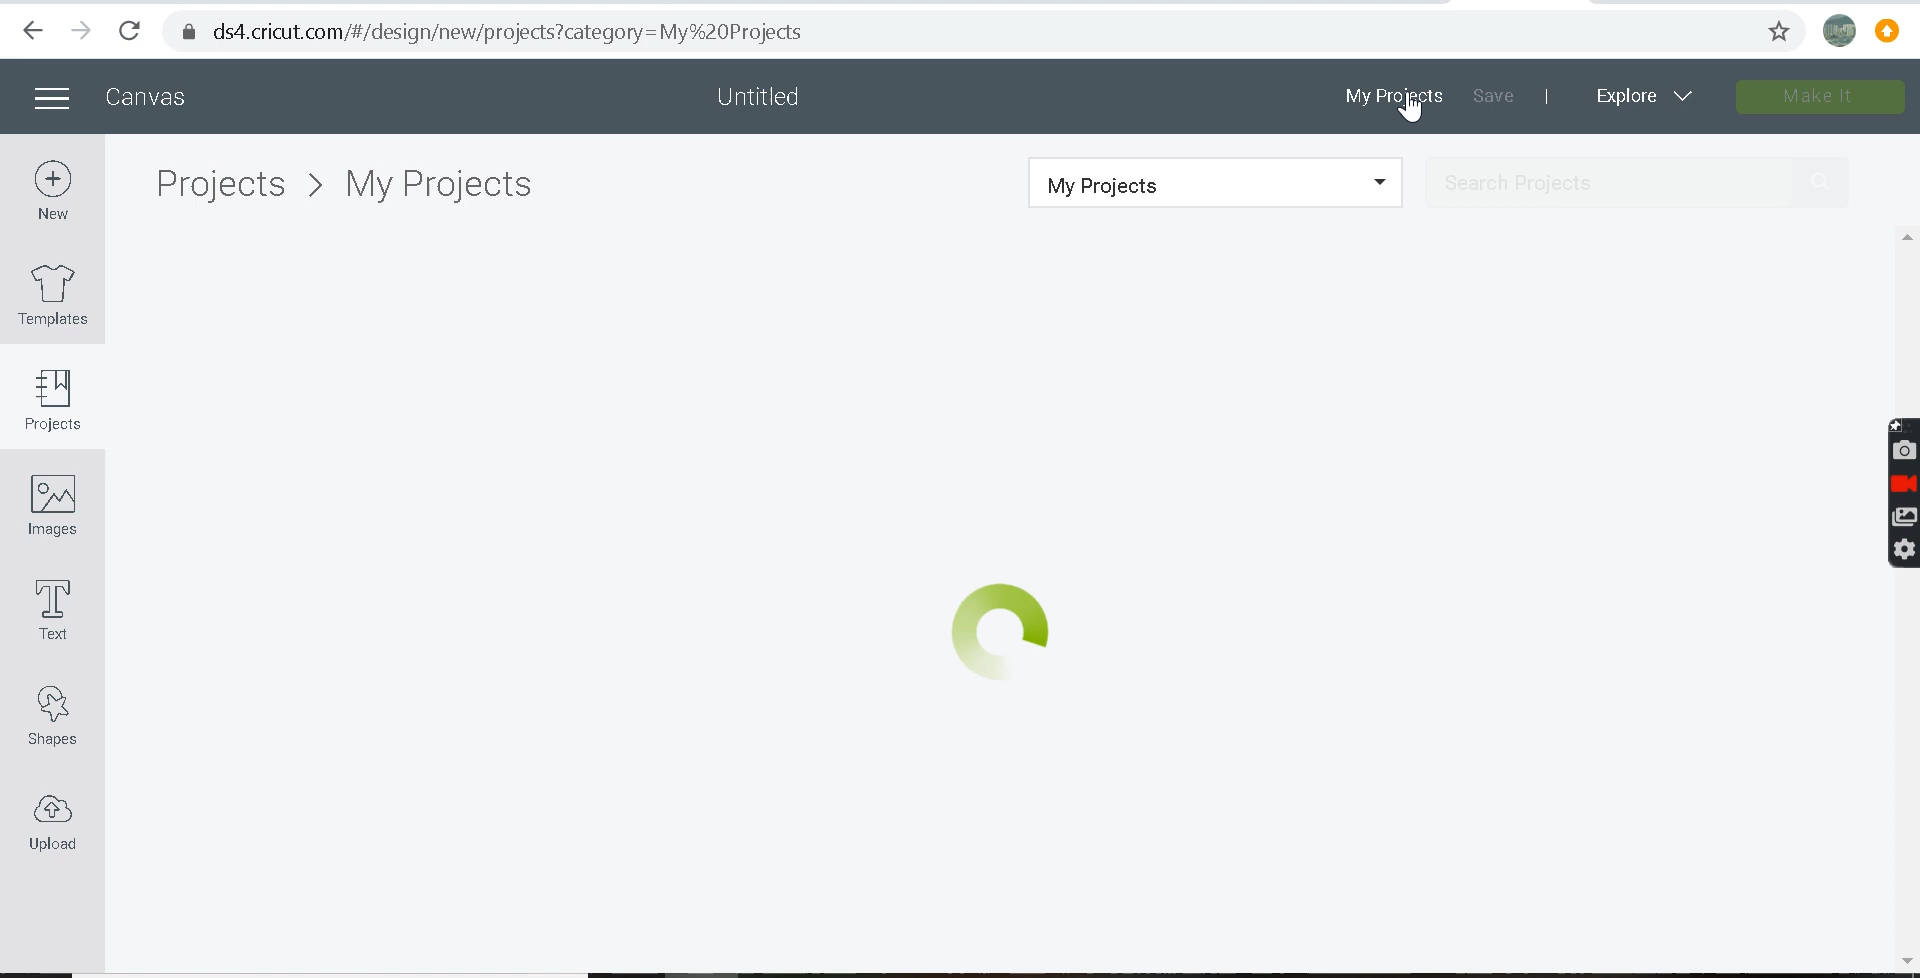 ds4.cricut.com/#/design/new/projects?category=My%20Projects
Canvas
Untitled
My Projects
Save
|
Explore
Make It
New
Templates
Projects
Images
Text
Shapes
Upload
Projects > My Projects
My Projects
Search Projects